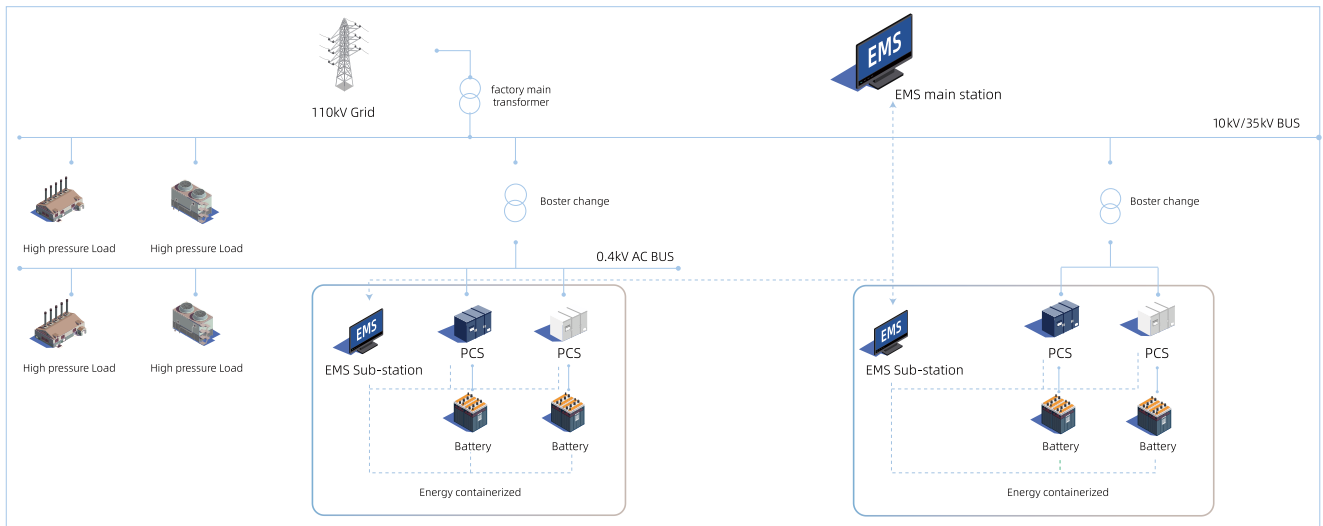 EMS
EMS main station
factory main
transformer
110kV Grid
10kV/35kV BUS
Boster change
Boster change
High pressure Load
High pressure Load
0.4kV AC BUS
EMS
PCS
PCS
EMS Sub-station
EMS
PCS
PCS
EMS Sub-station
High pressure Load
High pressure Load
Battery
Battery
Battery
Battery
Energy containerized
Energy containerized